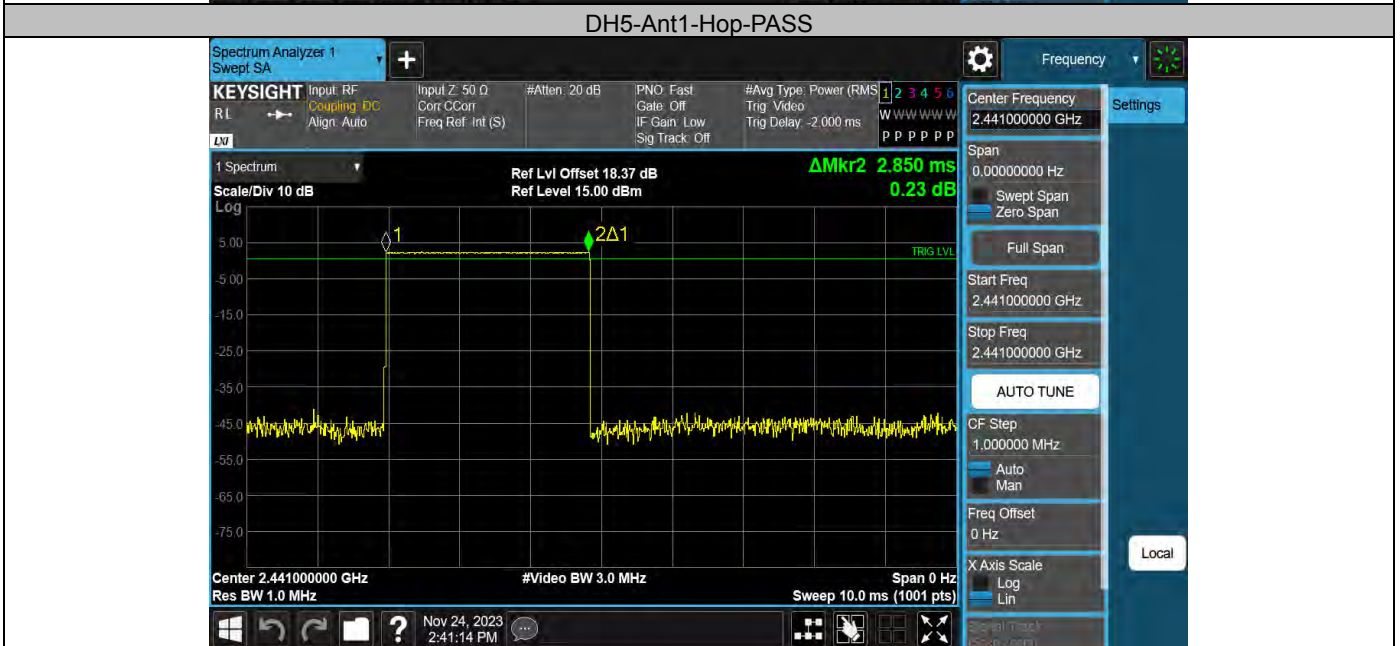 DH5-Ant1-Hop-PASS
Spectrum Analyzer 1
Swept SA
Frequency
KEYSIGHT
RL
LXI
Input: RF
Coupling: DC
Align: Auto
Input Z: 50 Ω
Corr CCorr
Freq Ref: Int (S)
#Atten: 20 dB
PNO: Fast
Gate: Off
IF Gain: Low
Sig Track: Off
#Avg Type: Power (RMS
Trig: Video
Trig Delay: -2.000 ms
1 2 3 4 5 6
W W W W W W
P P P P P P
1 Spectrum
Scale/Div 10 dB
Log
Ref Lvl Offset 18.37 dB
Ref Level 15.00 dBm
ΔMkr2 2.850 ms
0.23 dB
1
2Δ1
TRIG LVL
5.00
-5.00
-15.0
-25.0
-35.0
-45.0
-55.0
-65.0
-75.0
Center 2.441000000 GHz
Res BW 1.0 MHz
#Video BW 3.0 MHz
Span 0 Hz
Sweep 10.0 ms (1001 pts)
Nov 24, 2023
2:41:14 PM
Center Frequency
2.441000000 GHz
Settings
Span
0.00000000 Hz
Swept Span
Zero Span
Full Span
Start Freq
2.441000000 GHz
Stop Freq
2.441000000 GHz
AUTO TUNE
CF Step
1.000000 MHz
Auto
Man
Freq Offset
0 Hz
X Axis Scale
Log
Lin
Local